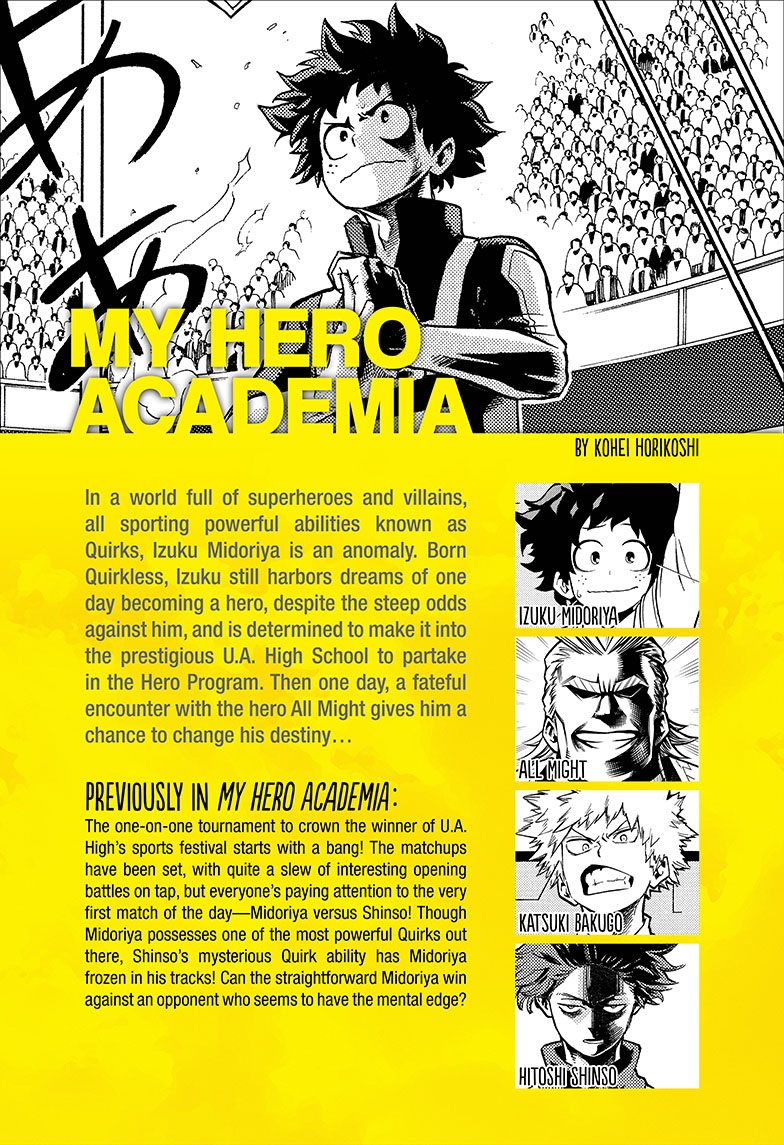 わあ
あ
MY HERO
ACADEMIA
BY KOHEI HORIKOSHI
In a world full of superheroes and villains,
all sporting powerful abilities known as
Quirks, Izuku Midoriya is an anomaly. Born
Quirkless, Izuku still harbors dreams of one
day becoming a hero, despite the steep odds
against him, and is determined to make it into
the prestigious U.A. High School to partake
in the Hero Program. Then one day, a fateful
encounter with the hero All Might gives him a
chance to change his destiny…
PREVIOUSLY IN MY HERO ACADEMIA:
The one-on-one tournament to crown the winner of U.A.
High’s sports festival starts with a bang! The matchups
have been set, with quite a slew of interesting opening
battles on tap, but everyone’s paying attention to the very
first match of the day—Midoriya versus Shinso! Though
Midoriya possesses one of the most powerful Quirks out
there, Shinso’s mysterious Quirk ability has Midoriya
frozen in his tracks! Can the straightforward Midoriya win
against an opponent who seems to have the mental edge?
IZUKU MIDORIYA
ALL MIGHT
KATSUKI BAKUGO
HITOSHI SHINSO